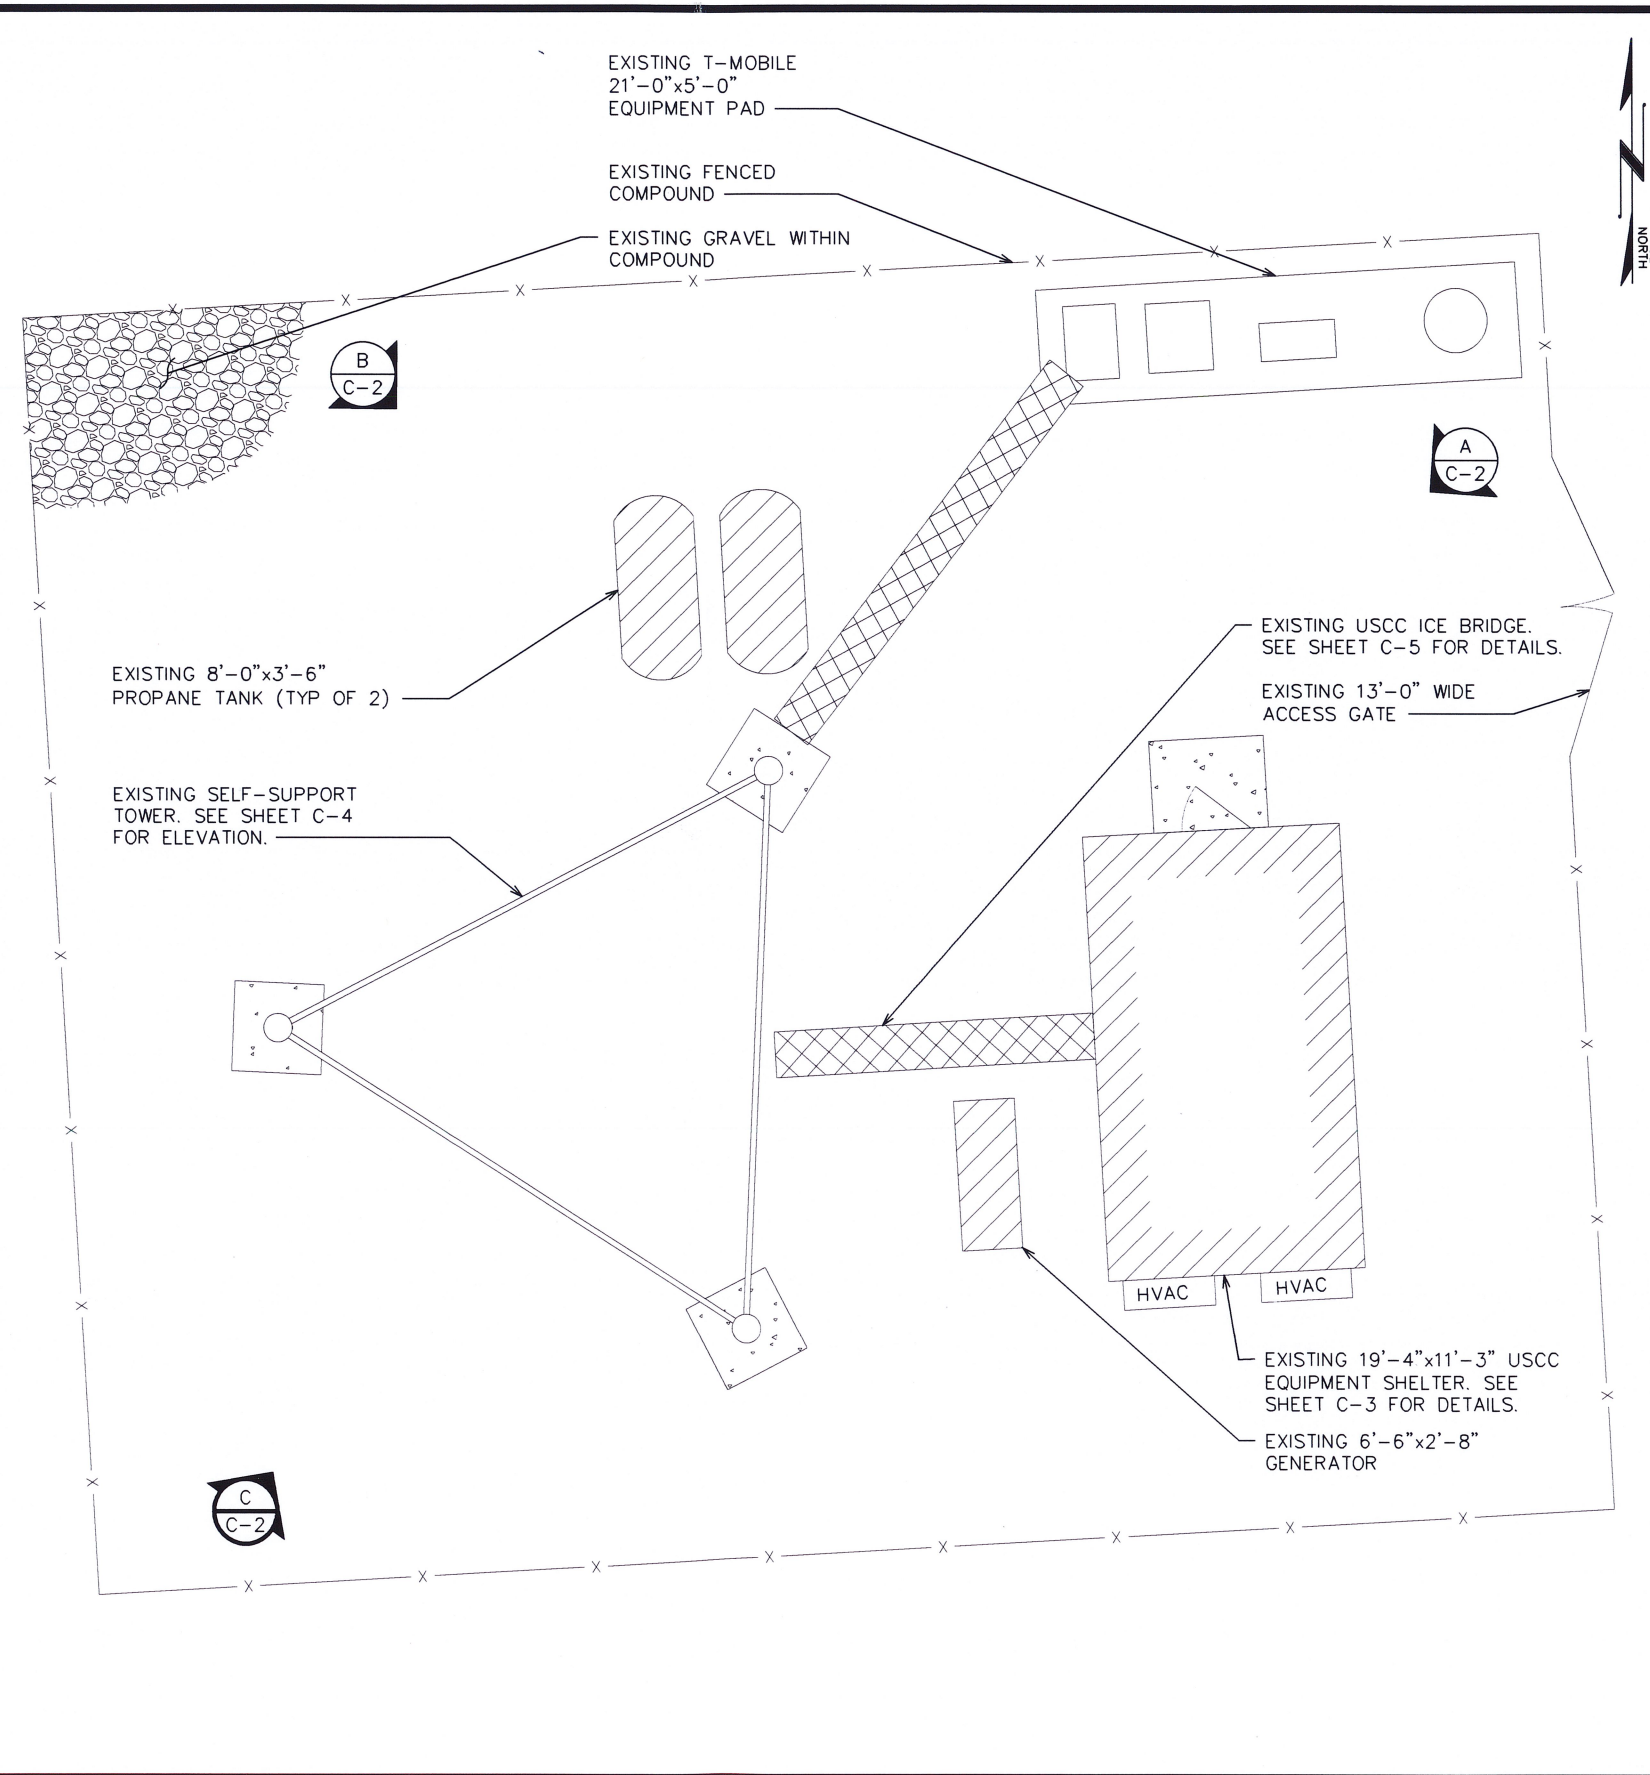 EXISTING T-MOBILE
21'-0"x5'-0"
EQUIPMENT PAD
EXISTING FENCED
COMPOUND
EXISTING GRAVEL WITHIN
COMPOUND
NORTH
B
C-2
A
C-2
EXISTING USCC ICE BRIDGE.
SEE SHEET C-5 FOR DETAILS.
EXISTING 13'-0" WIDE
ACCESS GATE
EXISTING 8'-0"x3'-6"
PROPANE TANK (TYP OF 2)
EXISTING SELF-SUPPORT
TOWER. SEE SHEET C-4
FOR ELEVATION.
HVAC
HVAC
EXISTING 19'-4"x11'-3" USCC
EQUIPMENT SHELTER. SEE
SHEET C-3 FOR DETAILS.
EXISTING 6'-6"x2'-8"
GENERATOR
C
C-2